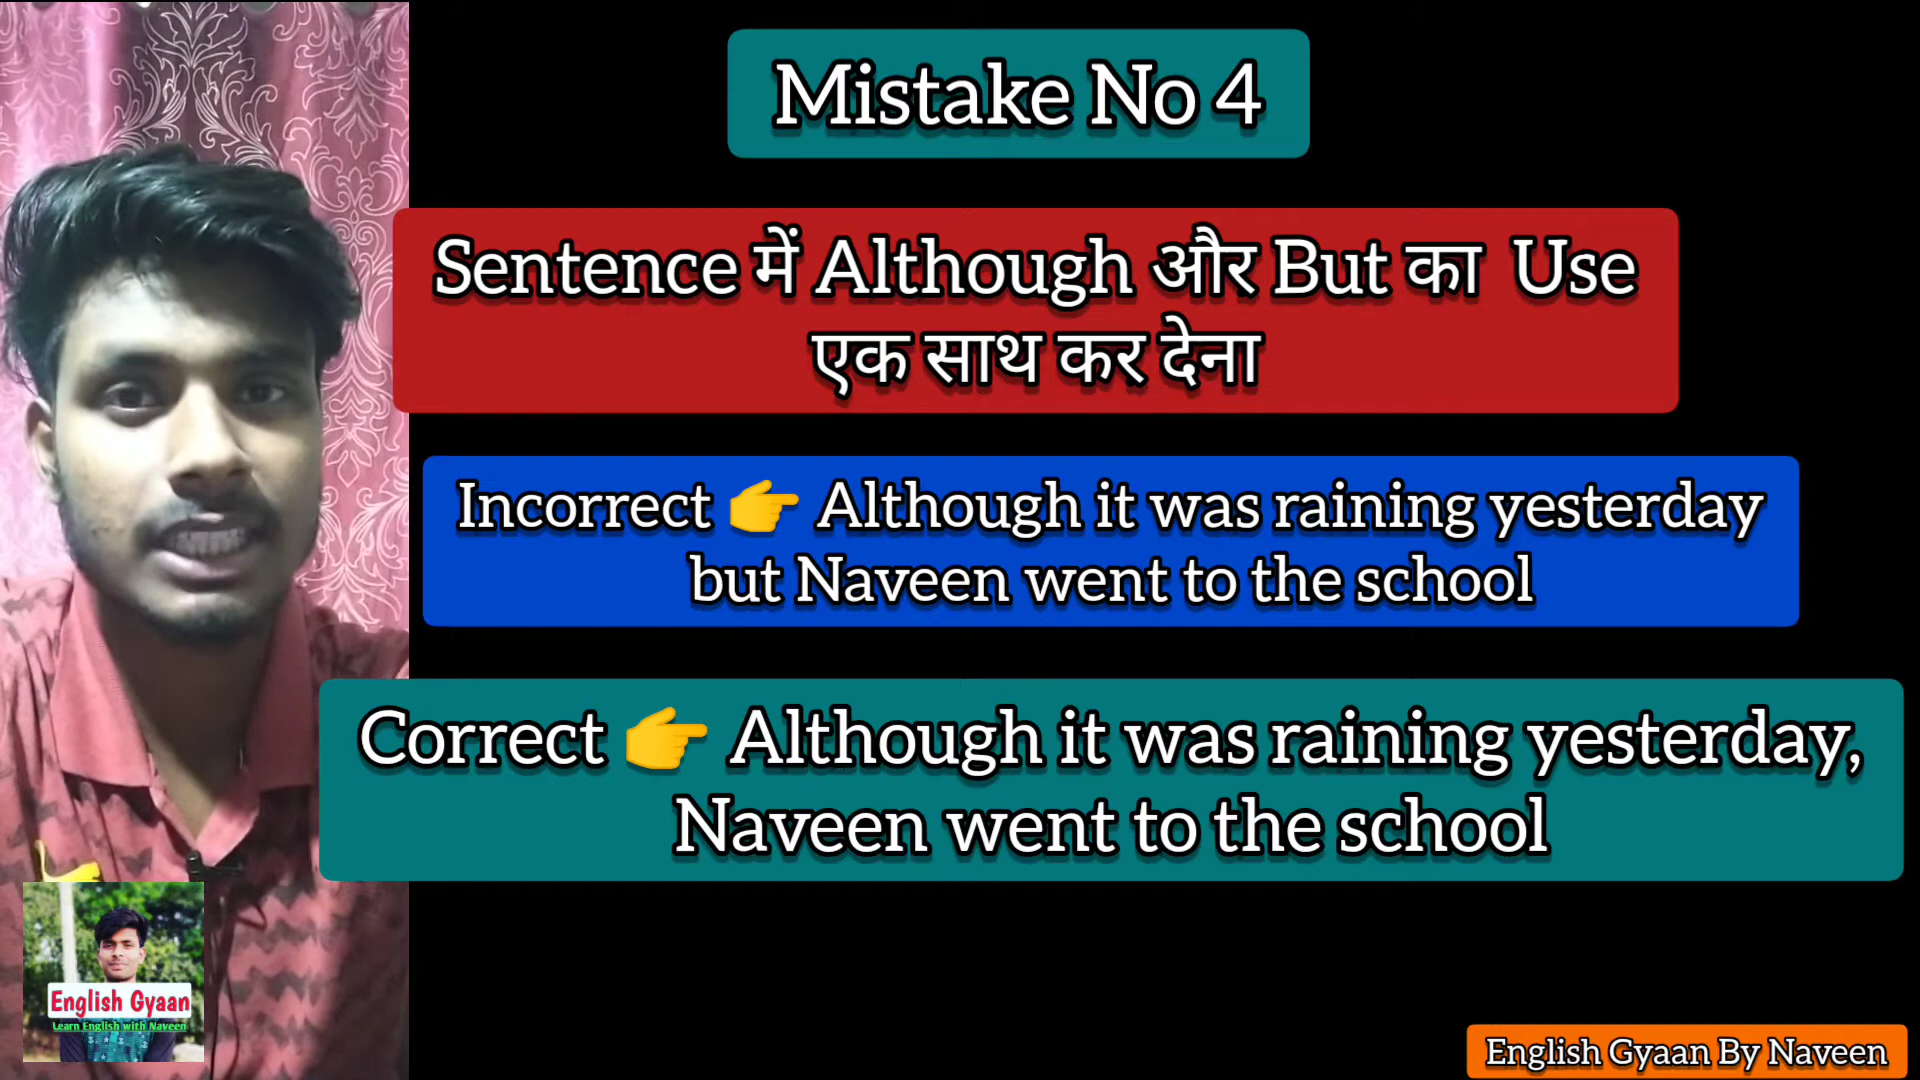 Mistake No 4
Sentence में Although और But का Use
एक साथ कर देना
Incorrect 👉 Although it was raining yesterday
but Naveen went to the school
Correct 👉 Although it was raining yesterday,
Naveen went to the school
English Gyaan
Learn English with Naveen
English Gyaan By Naveen